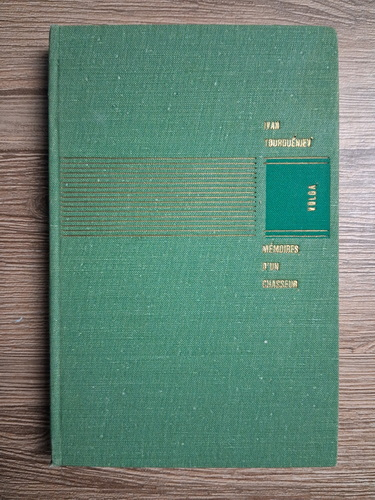 IVAN
TOURGUÉNIEV
VOLGA
MÉMOIRES
D'UN
CHASSEUR